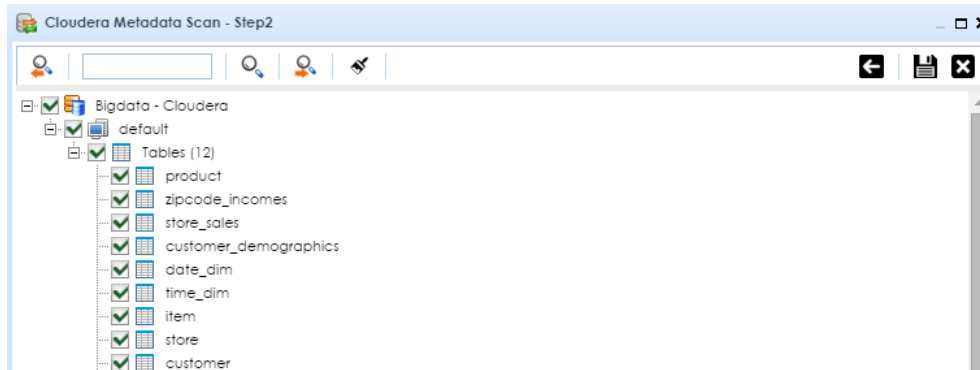 Cloudera Metadata Scan - Step2
Bigdata - Cloudera
default
Tables (12)
product
zipcode_incomes
store_sales
customer_demographics
date_dim
time_dim
item
store
customer